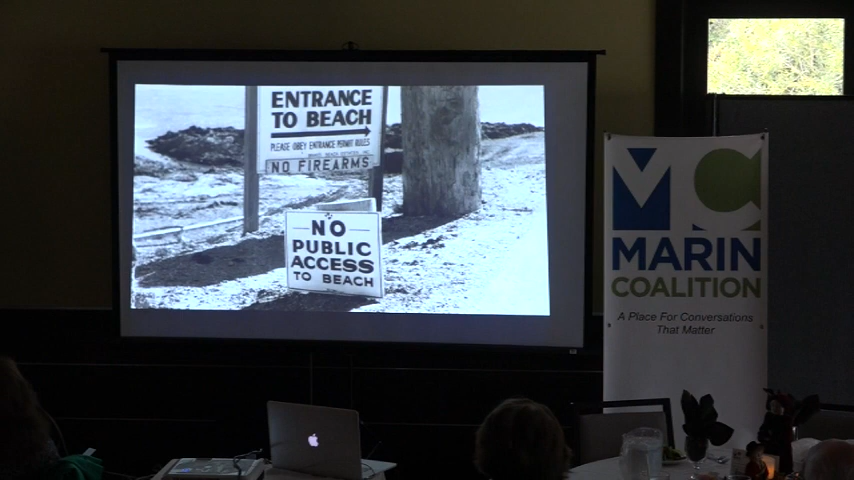 ENTRANCE
TO BEACH
PLEASE OBEY ENTRANCE PERMIT RULES
NO FIREARMS
NO
PUBLIC
ACCESS
TO BEACH
MC
MARIN
COALITION
A Place For Conversations
That Matter